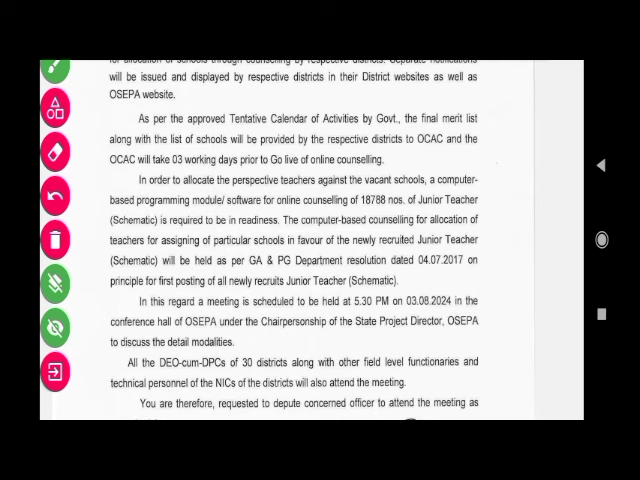 for allocation of schools through counselling by respective districts. Separate notifications
will be issued and displayed by respective districts in their District websites as well as
OSEPA website.
As per the approved Tentative Calendar of Activities by Govt., the final merit list
along with the list of schools will be provided by the respective districts to OCAC and the
OCAC will take 03 working days prior to Go live of online counselling.
In order to allocate the perspective teachers against the vacant schools, a computer-
based programming module/ software for online counselling of 18788 nos. of Junior Teacher
(Schematic) is required to be in readiness. The computer-based counselling for allocation of
teachers for assigning of particular schools in favour of the newly recruited Junior Teacher
(Schematic) will be held as per GA & PG Department resolution dated 04.07.2017 on
principle for first posting of all newly recruits Junior Teacher (Schematic).
In this regard a meeting is scheduled to be held at 5.30 PM on 03.08.2024 in the
conference hall of OSEPA under the Chairpersonship of the State Project Director, OSEPA
to discuss the detail modalities.
All the DEO-cum-DPCs of 30 districts along with other field level functionaries and
technical personnel of the NICs of the districts will also attend the meeting.
You are therefore, requested to depute concerned officer to attend the meeting as